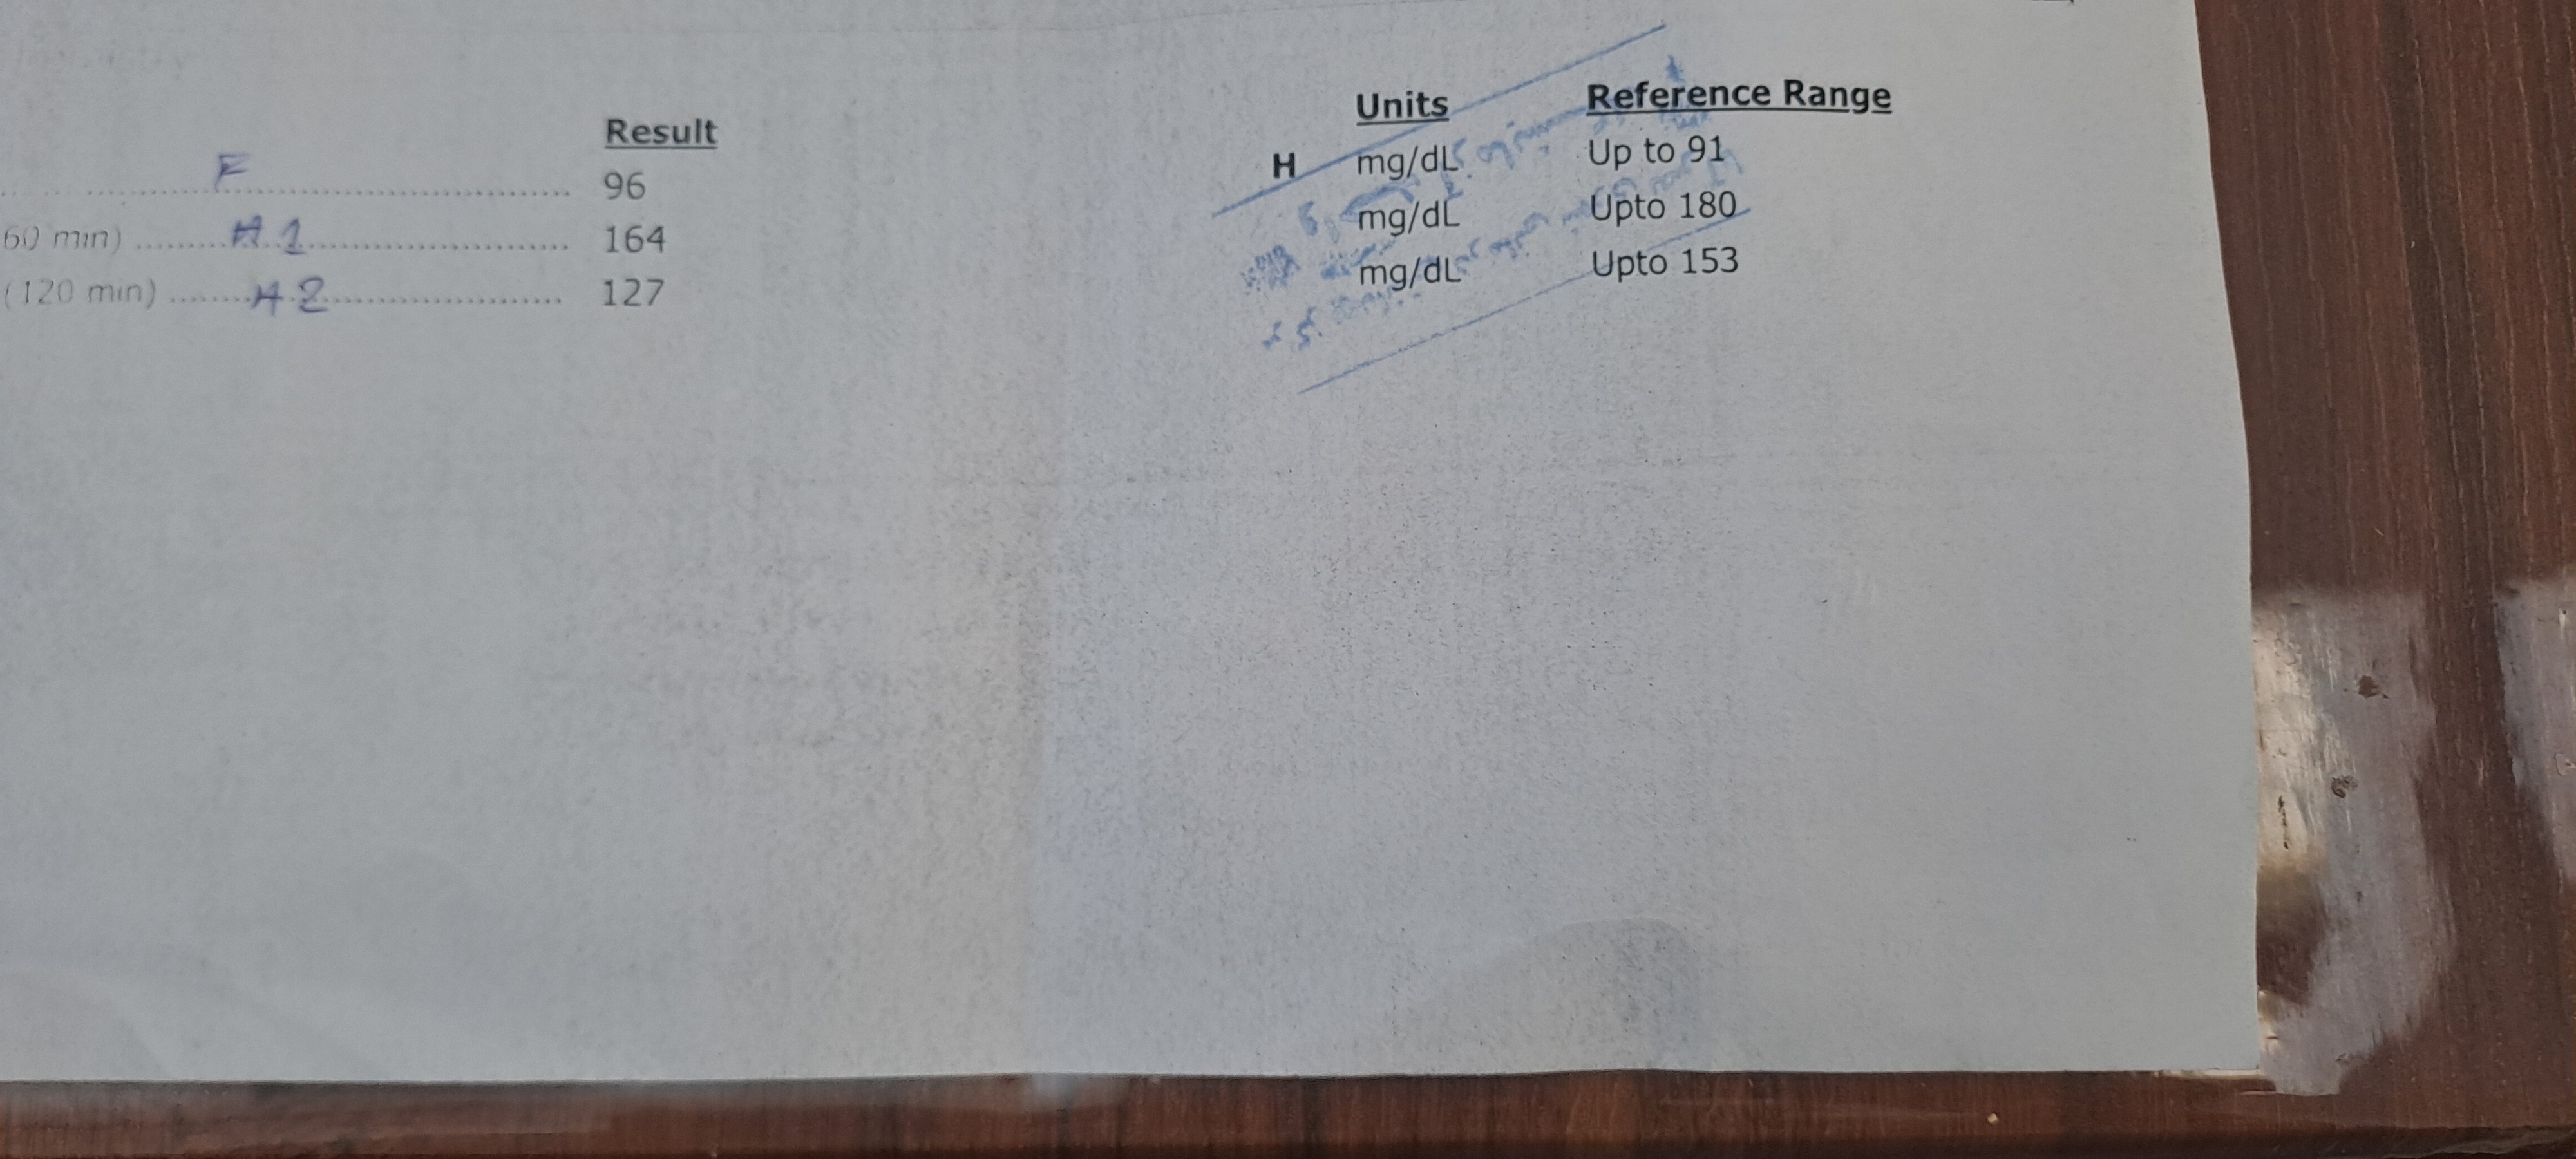 Result Units Reference Range
F 96 H mg/dL Up to 91
60 min) H 1 164 mg/dL Upto 180
(120 min) H 2 127 mg/dL Upto 153